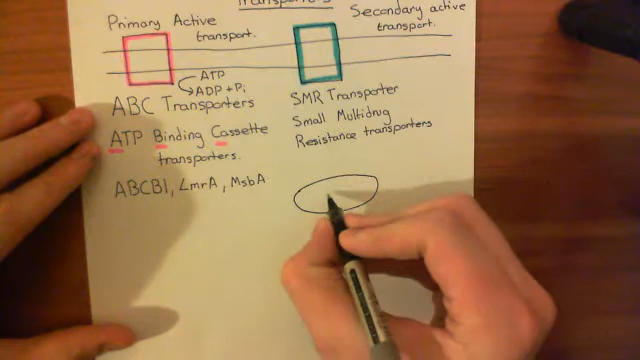 Transporters
Primary Active
transport.
Secondary active
transport.
ATP
ADP + Pi
ABC Transporters
ATP Binding Cassette
transporters.
ABCB1, LmrA, MsbA
SMR Transporter
Small Multidrug
Resistance transporters